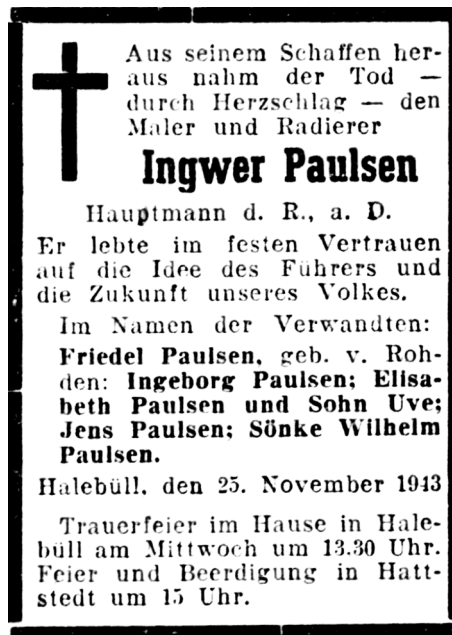 Aus seinem Schaffen her-
aus nahm der Tod —
durch Herzschlag — den
Maler und Radierer
Ingwer Paulsen
Hauptmann d. R., a. D.
Er lebte im festen Vertrauen
auf die Idee des Führers und
die Zukunft unseres Volkes.
Im Namen der Verwandten:
Friedel Paulsen, geb. v. Roh-
den: Ingeborg Paulsen; Elisa-
beth Paulsen und Sohn Uve;
Jens Paulsen; Sönke Wilhelm
Paulsen.
Halebüll, den 25. November 1943
Trauerfeier im Hause in Hale-
büll am Mittwoch um 13.30 Uhr.
Feier und Beerdigung in Hatt-
stedt um 15 Uhr.